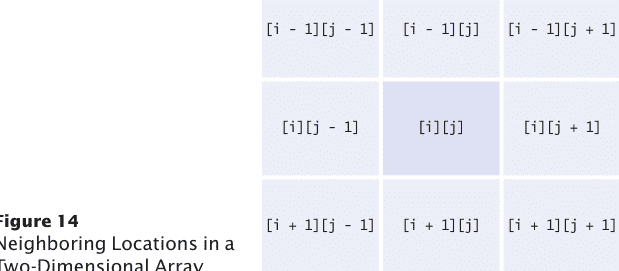 [i - 1][j - 1] [i - 1][j] [i - 1][j + 1]
[i][j - 1] [i][j] [i][j + 1]
[i + 1][j - 1] [i + 1][j] [i + 1][j + 1]
Figure 14
Neighboring Locations in a
Two-Dimensional Array